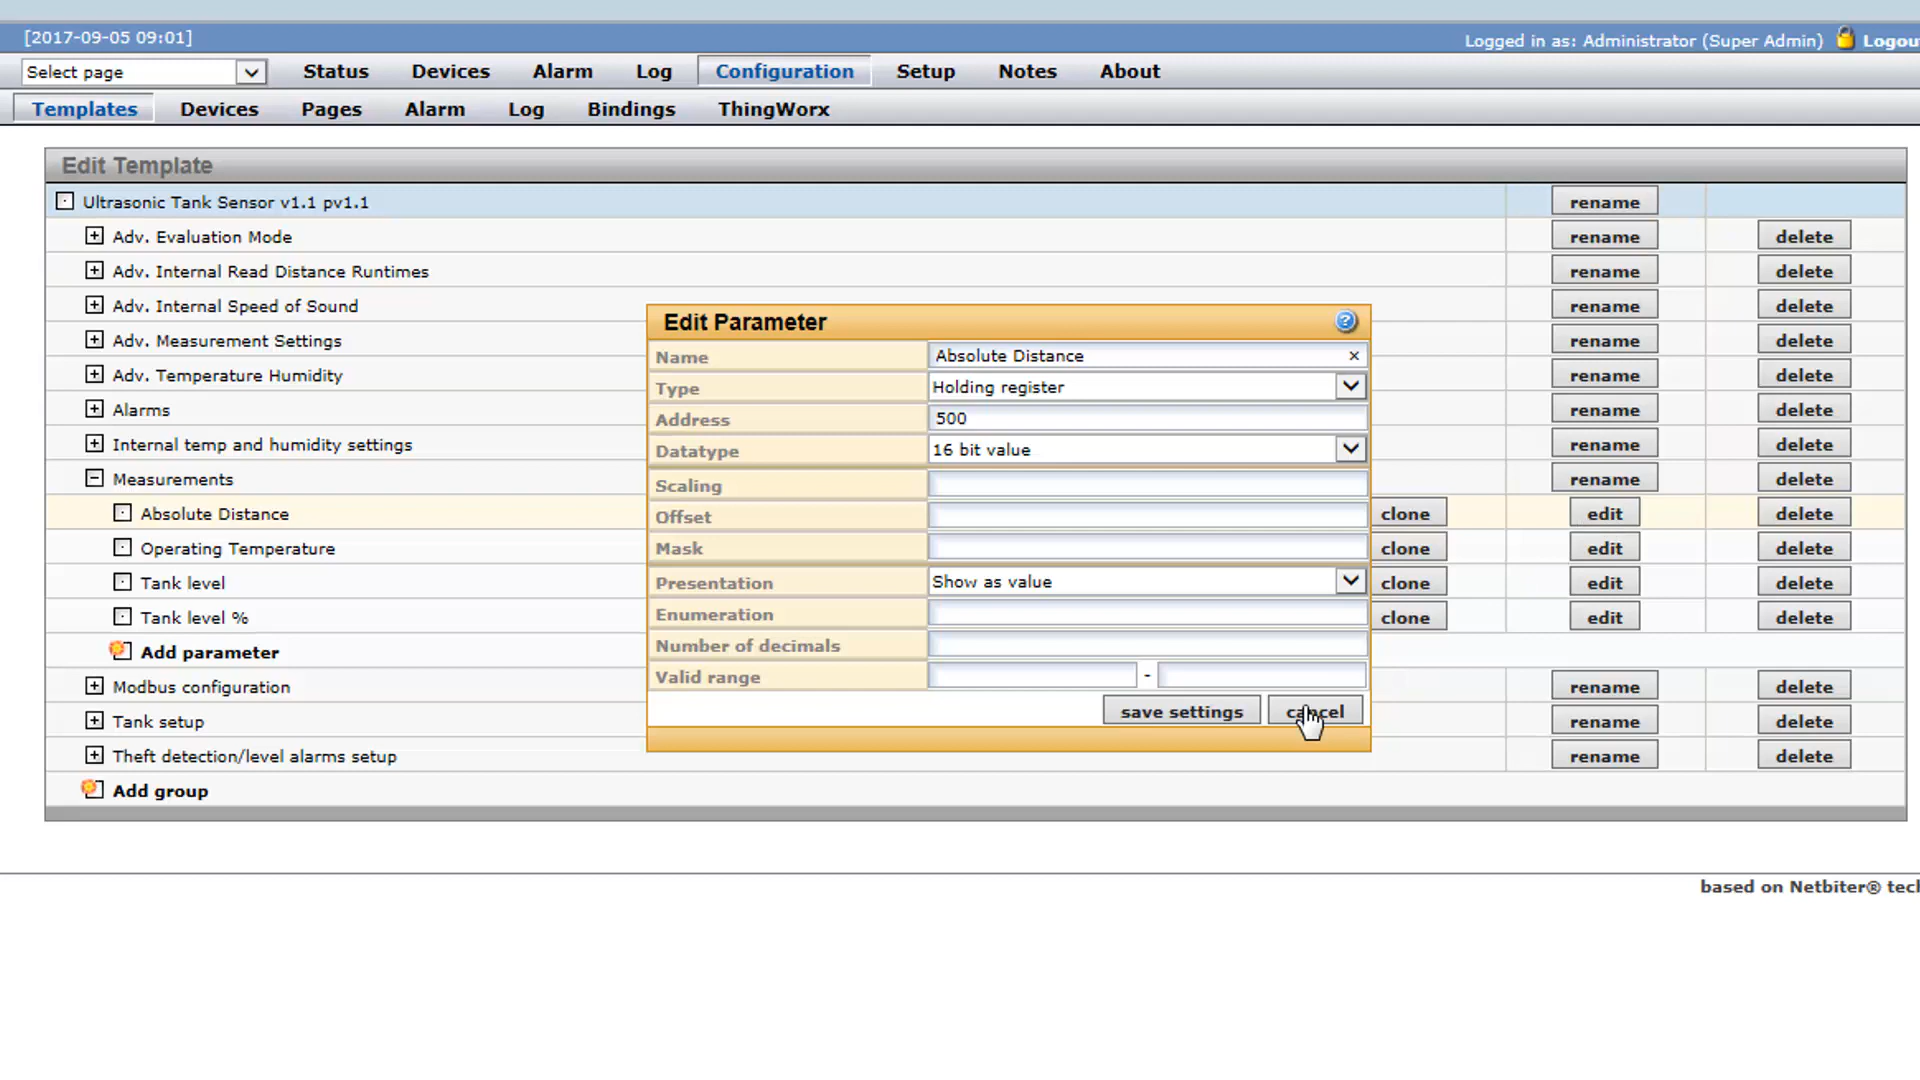 [2017-09-05 09:01] Logged in as: Administrator (Super Admin)
Select page Status Devices Alarm Log Configuration Setup Notes About
Templates Devices Pages Alarm Log Bindings ThingWorx
Edit Template
Ultrasonic Tank Sensor v1.1 pv1.1 rename
Adv. Evaluation Mode rename delete
Adv. Internal Read Distance Runtimes rename delete
Adv. Internal Speed of Sound rename delete
Adv. Measurement Settings rename delete
Adv. Temperature Humidity rename delete
Alarms rename delete
Internal temp and humidity settings rename delete
Measurements rename delete
Absolute Distance clone edit delete
Operating Temperature clone edit delete
Tank level clone edit delete
Tank level % clone edit delete
Add parameter
Modbus configuration rename delete
Tank setup rename delete
Theft detection/level alarms setup rename delete
Add group
Edit Parameter ?
Name Absolute Distance ×
Type Holding register
Address 500
Datatype 16 bit value
Scaling
Offset
Mask
Presentation Show as value
Enumeration
Number of decimals
Valid range -
save settings cancel
based on Netbiter®